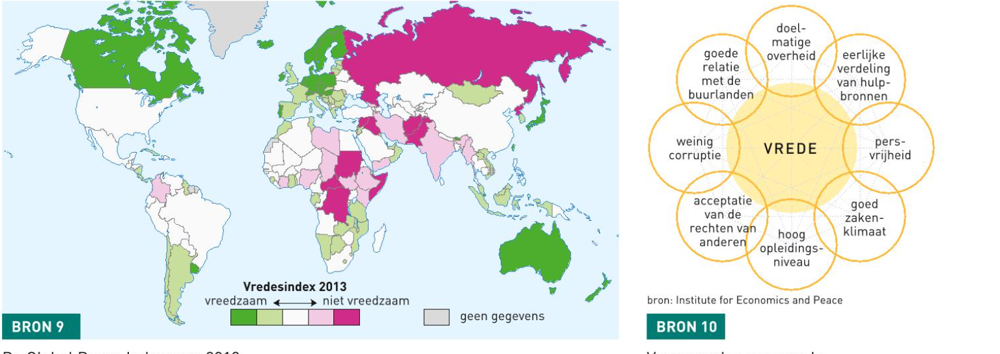 Vredesindex 2013
vreedzaam
niet vreedzaam
geen gegevens
BRON 9
doel-
matige
overheid
eerlijke
verdeling
van hulp-
bronnen
pers-
vrijheid
goed
zaken-
klimaat
hoog
opleidings-
niveau
acceptatie
van de
rechten van
anderen
weinig
corruptie
goede
relatie
met de
buurlanden
VREDE
bron: Institute for Economics and Peace
BRON 10